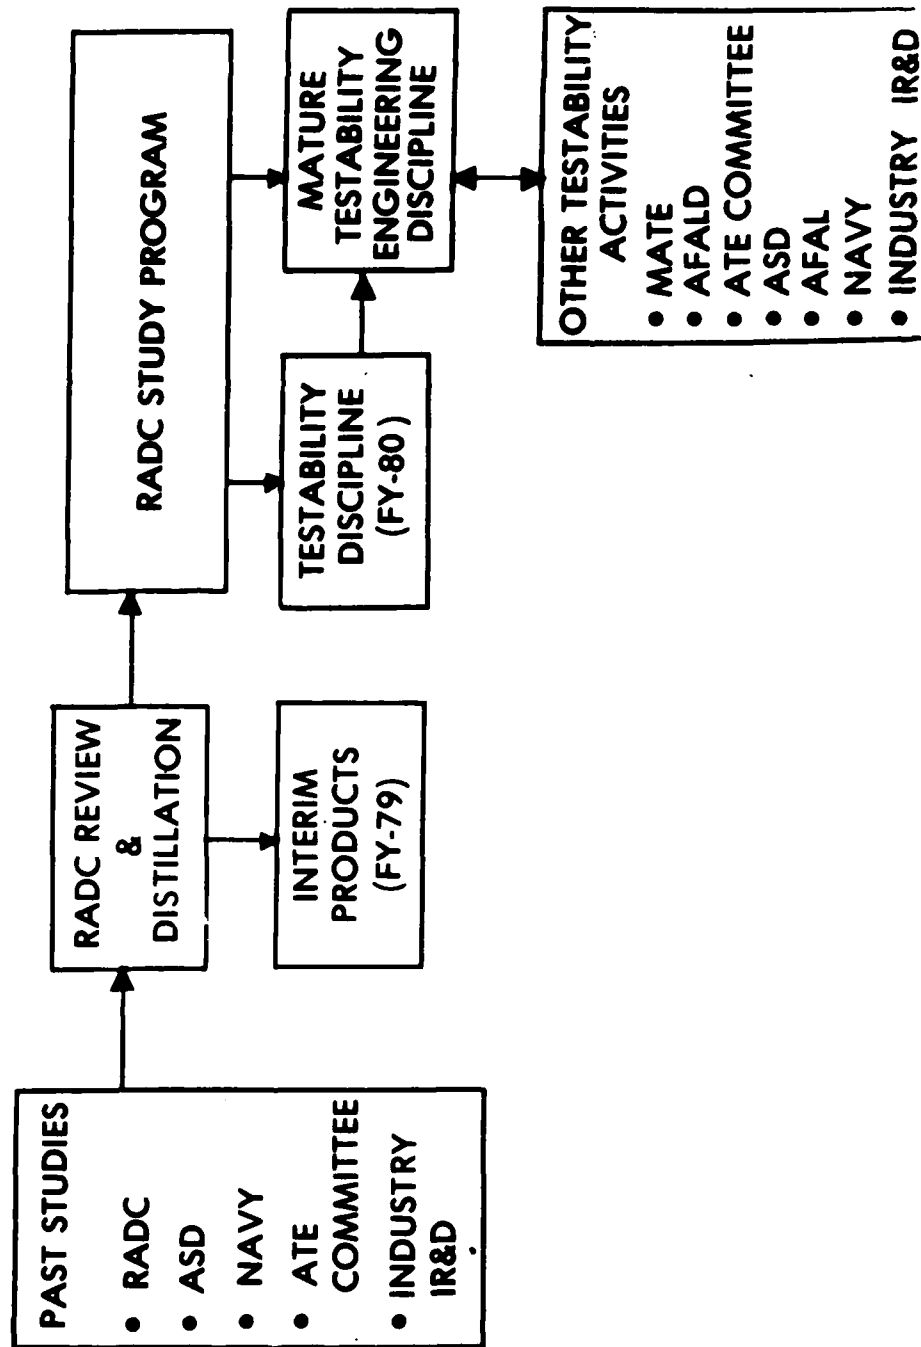 PAST STUDIES
• RADC
• ASD
• NAVY
• ATE
COMMITTEE
• INDUSTRY
IR&D
RADC REVIEW
&
DISTILLATION
INTERIM
PRODUCTS
(FY-79)
RADC STUDY PROGRAM
TESTABILITY
DISCIPLINE
(FY-80)
MATURE
TESTABILITY
ENGINEERING
DISCIPLINE
OTHER TESTABILITY
ACTIVITIES
• MATE
• AFALD
• ATE COMMITTEE
• ASD
• AFAL
• NAVY
• INDUSTRY IR&D